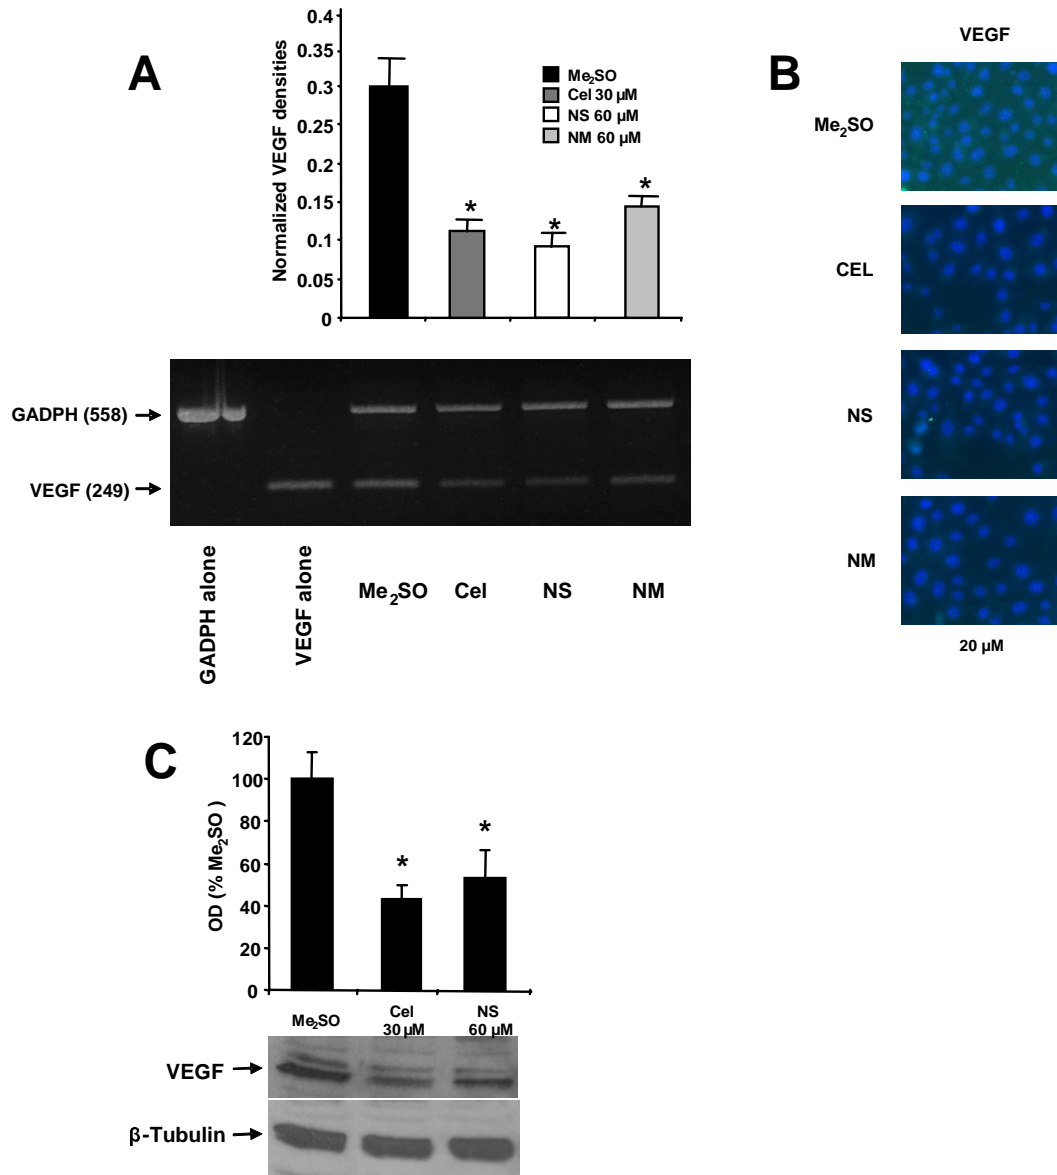 A
Normalized VEGF densities
0.4
0.35
0.3
0.25
0.2
0.15
0.1
0.05
0
Me₂SO
Cel 30 µM
NS 60 µM
NM 60 µM
*
*
*
GADPH (558)
VEGF (249)
GADPH alone
VEGF alone
Me₂SO
Cel
NS
NM
B
VEGF
Me₂SO
CEL
NS
NM
20 µM
C
OD (% Me₂SO )
120
100
80
60
40
20
0
*
*
Me₂SO
Cel
30 µM
NS
60 µM
VEGF
β-Tubulin